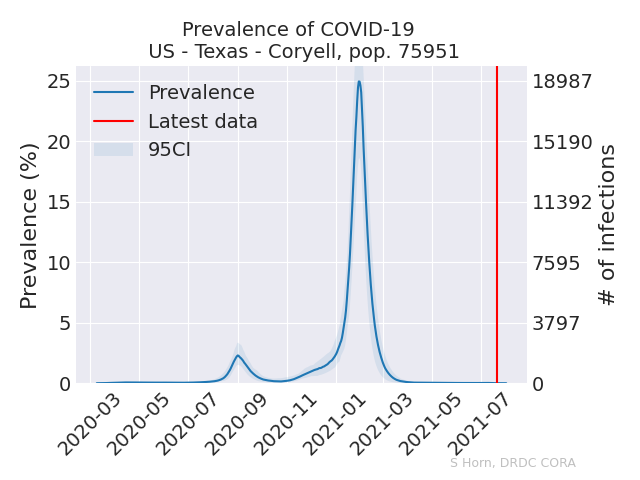 Prevalence of COVID-19
US - Texas - Coryell, pop. 75951
Prevalence (%)
25
20
15
10
5
0
Prevalence
Latest data
95CI
18987
15190
11392
7595
3797
0
# of infections
2020-03
2020-05
2020-07
2020-09
2020-11
2021-01
2021-03
2021-05
2021-07
S Horn, DRDC CORA